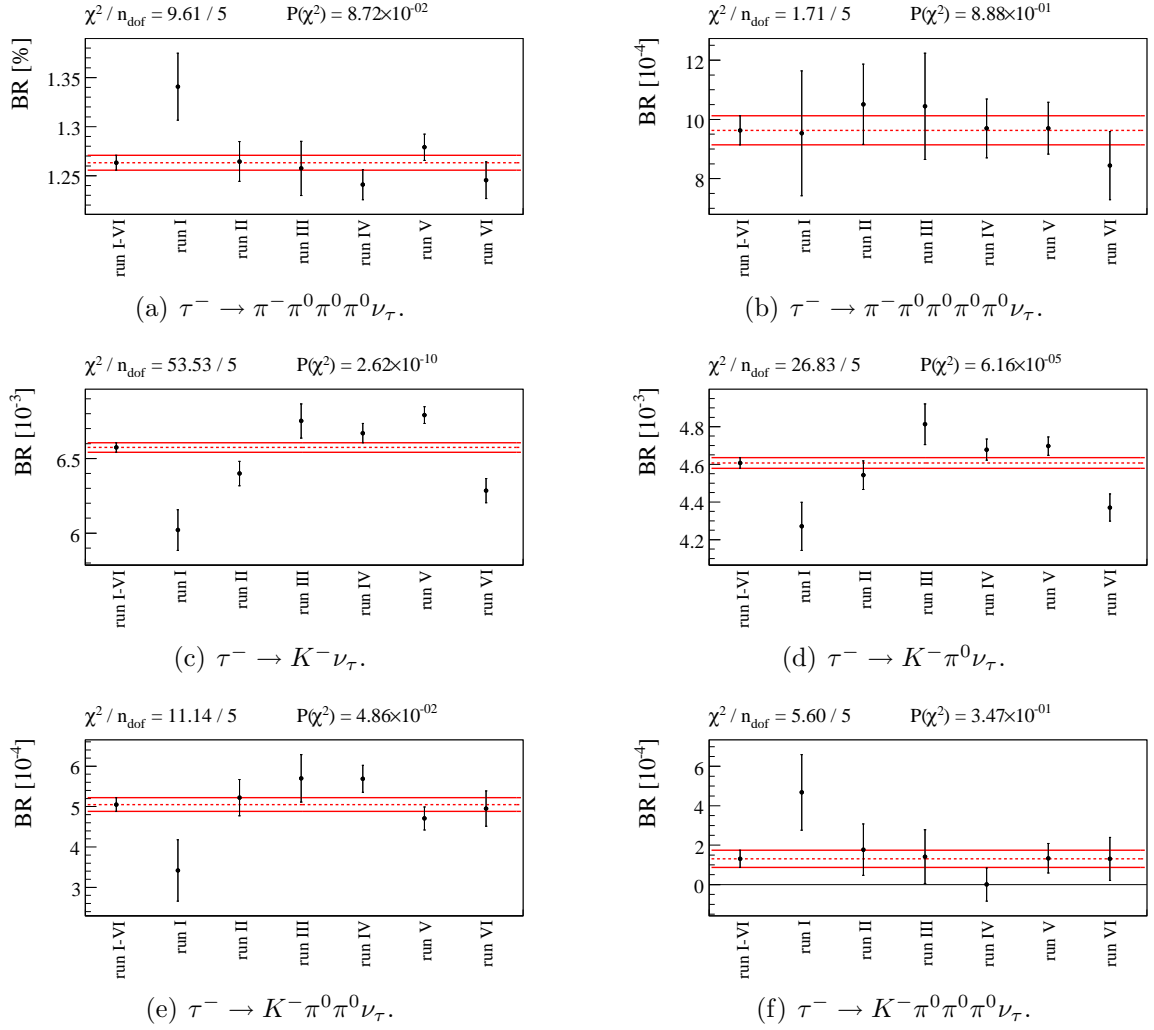 χ² / n_dof = 9.61 / 5 P(χ²) = 8.72×10⁻⁰²
BR [%]
1.35
1.3
1.25
run I-VI run I run II run III run IV run V run VI
(a) τ⁻ → π⁻π⁰π⁰π⁰ν_τ.
χ² / n_dof = 1.71 / 5 P(χ²) = 8.88×10⁻⁰¹
BR [10⁻⁴]
12
10
8
run I-VI run I run II run III run IV run V run VI
(b) τ⁻ → π⁻π⁰π⁰π⁰π⁰ν_τ.
χ² / n_dof = 53.53 / 5 P(χ²) = 2.62×10⁻¹⁰
BR [10⁻³]
6.5
6
run I-VI run I run II run III run IV run V run VI
(c) τ⁻ → K⁻ν_τ.
χ² / n_dof = 26.83 / 5 P(χ²) = 6.16×10⁻⁰⁵
BR [10⁻³]
4.8
4.6
4.4
4.2
run I-VI run I run II run III run IV run V run VI
(d) τ⁻ → K⁻π⁰ν_τ.
χ² / n_dof = 11.14 / 5 P(χ²) = 4.86×10⁻⁰²
BR [10⁻⁴]
6
5
4
3
run I-VI run I run II run III run IV run V run VI
(e) τ⁻ → K⁻π⁰π⁰ν_τ.
χ² / n_dof = 5.60 / 5 P(χ²) = 3.47×10⁻⁰¹
BR [10⁻⁴]
6
4
2
0
run I-VI run I run II run III run IV run V run VI
(f) τ⁻ → K⁻π⁰π⁰π⁰ν_τ.